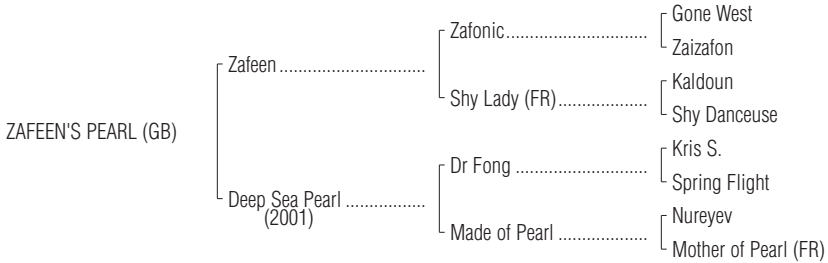 Gone West
Zafonic..............................
Zaizafon
Zafeen ...............................
Kaldoun
Shy Lady (FR)...................
Shy Danceuse
ZAFEEN'S PEARL (GB)
Kris S.
Dr Fong ............................
Spring Flight
Deep Sea Pearl .................
(2001)
Nureyev
Made of Pearl ...................
Mother of Pearl (FR)